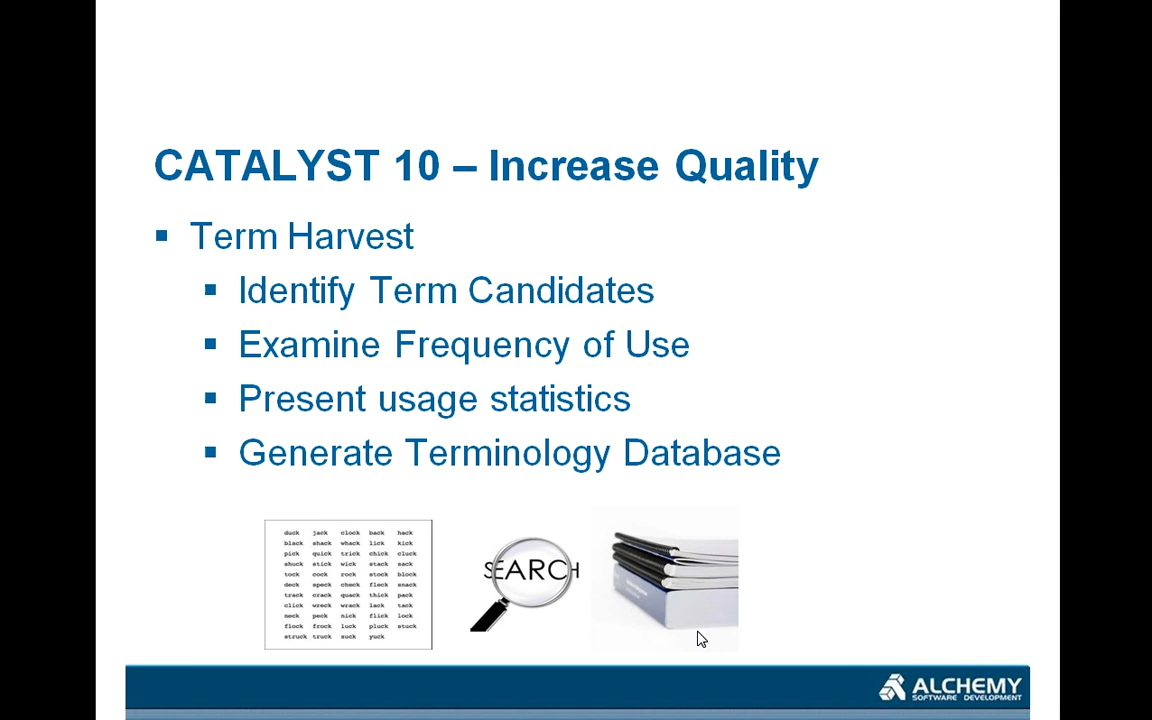 CATALYST 10 – Increase Quality
Term Harvest
Identify Term Candidates
Examine Frequency of Use
Present usage statistics
Generate Terminology Database
duck jack clock back hack
black shack whack lick kick
pick quick trick chick cluck
shuck stick wick stack sack
tock cock rock stock block
deck speck check fleck snack
track crack quack thick pack
click wreck wrack lack tack
neck peck nick flick lock
flock frock luck pluck stuck
struck truck suck yuck
SEARCH
ALCHEMY
SOFTWARE DEVELOPMENT